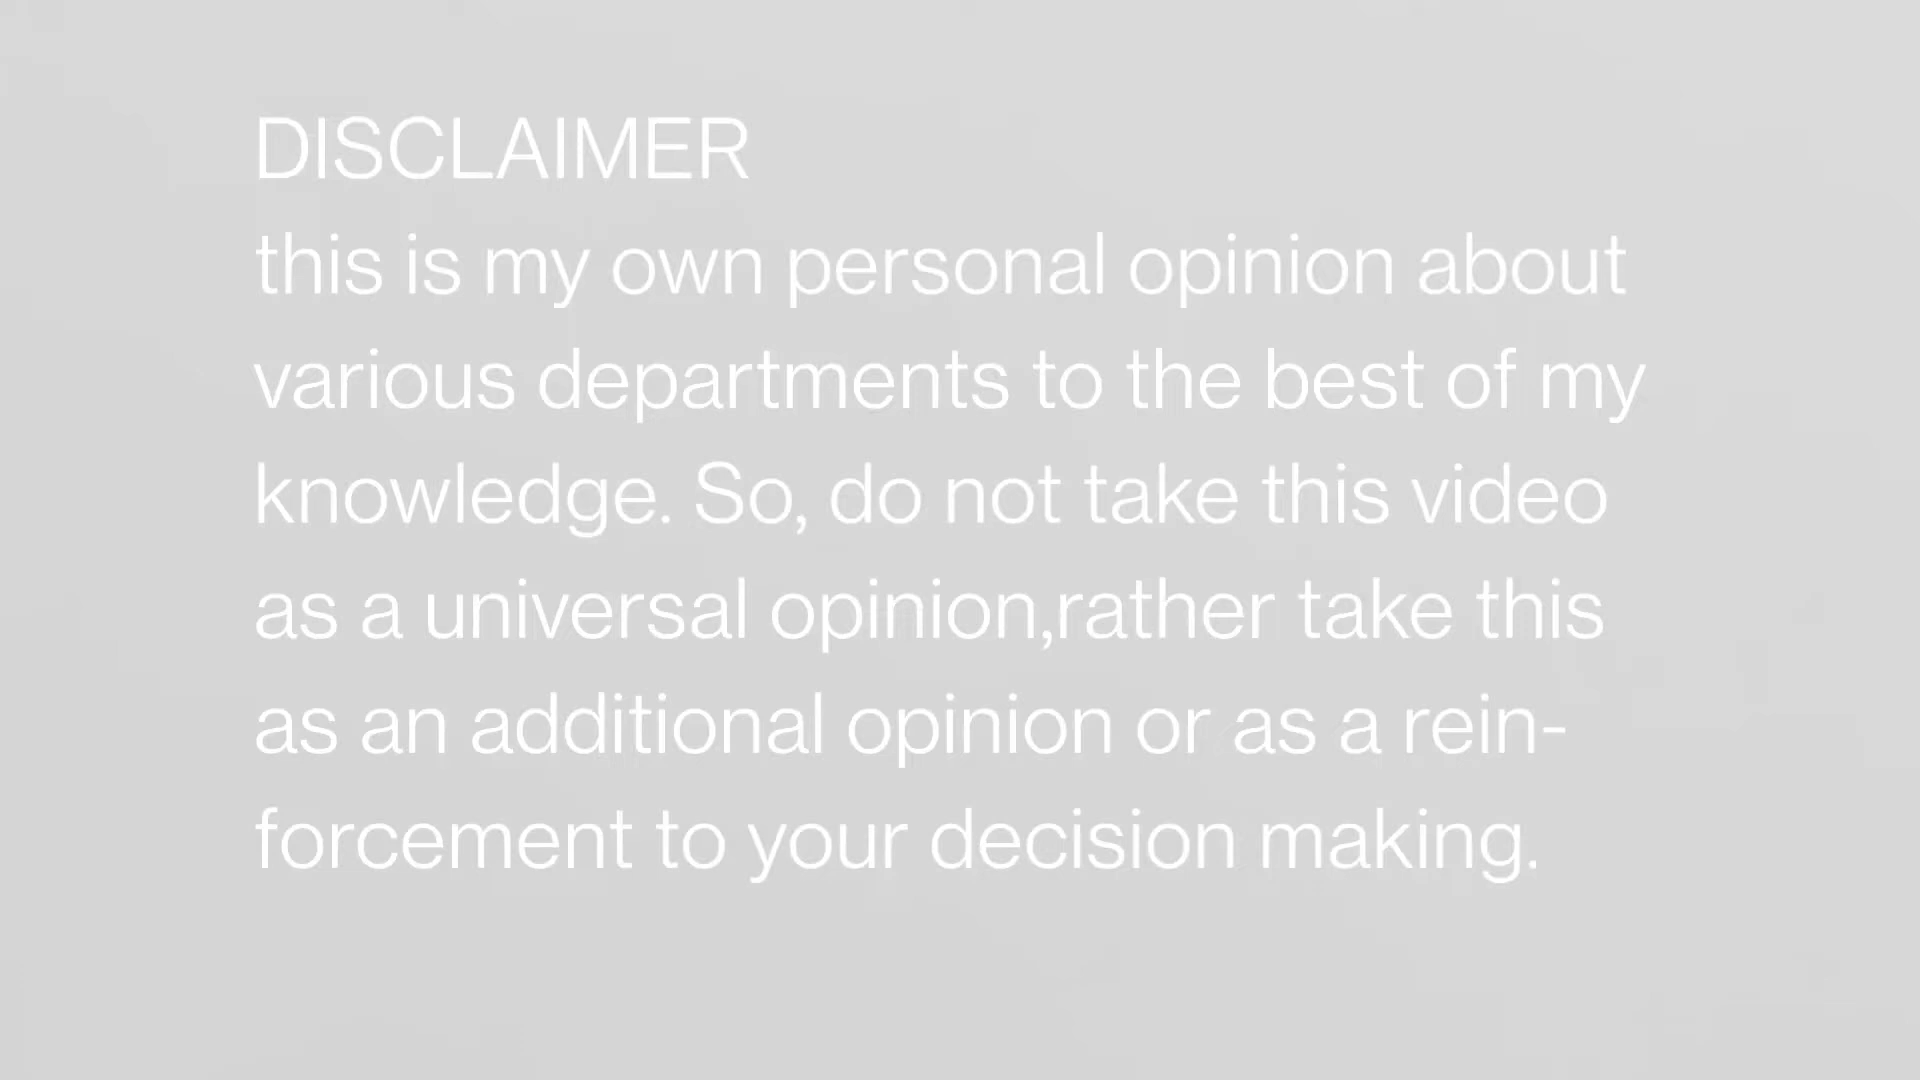 DISCLAIMER
this is my own personal opinion about
various departments to the best of my
knowledge. So, do not take this video
as a universal opinion,rather take this
as an additional opinion or as a rein-
forcement to your decision making.